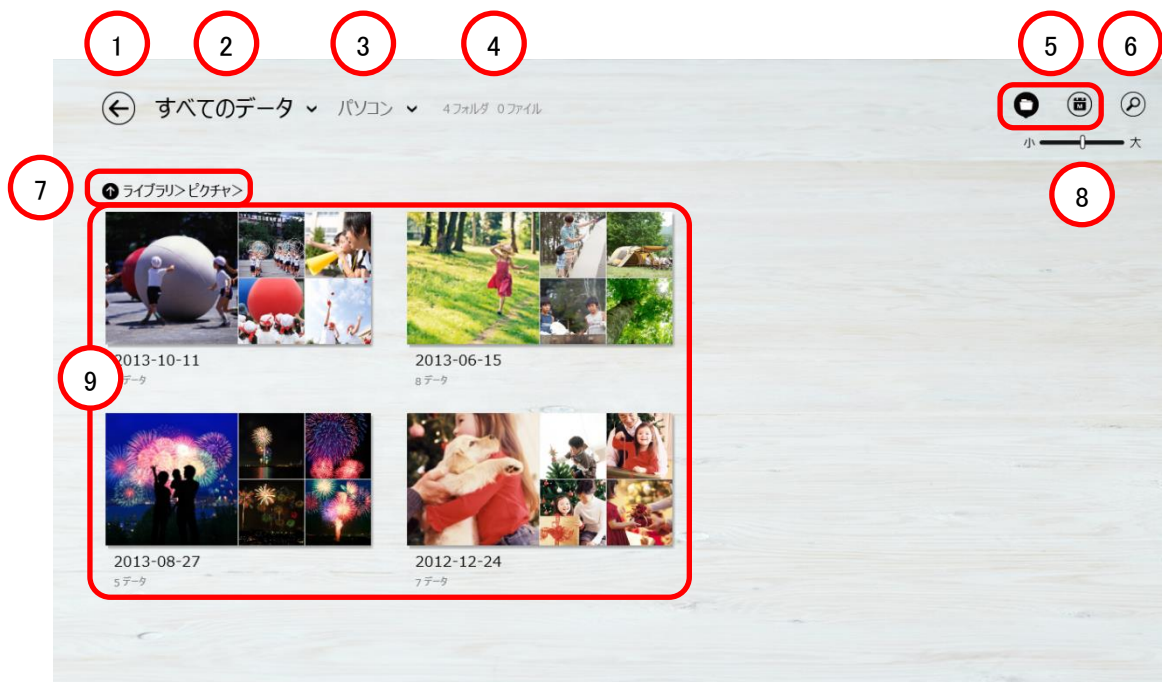 1 2 3 4 5 6
すべてのデータ パソコン 4フォルダ 0ファイル
小 大
7 ライブラリ>ピクチャ> 8
2013-10-11 2013-06-15
9 データ 8データ
2013-08-27 2012-12-24
5データ 7データ